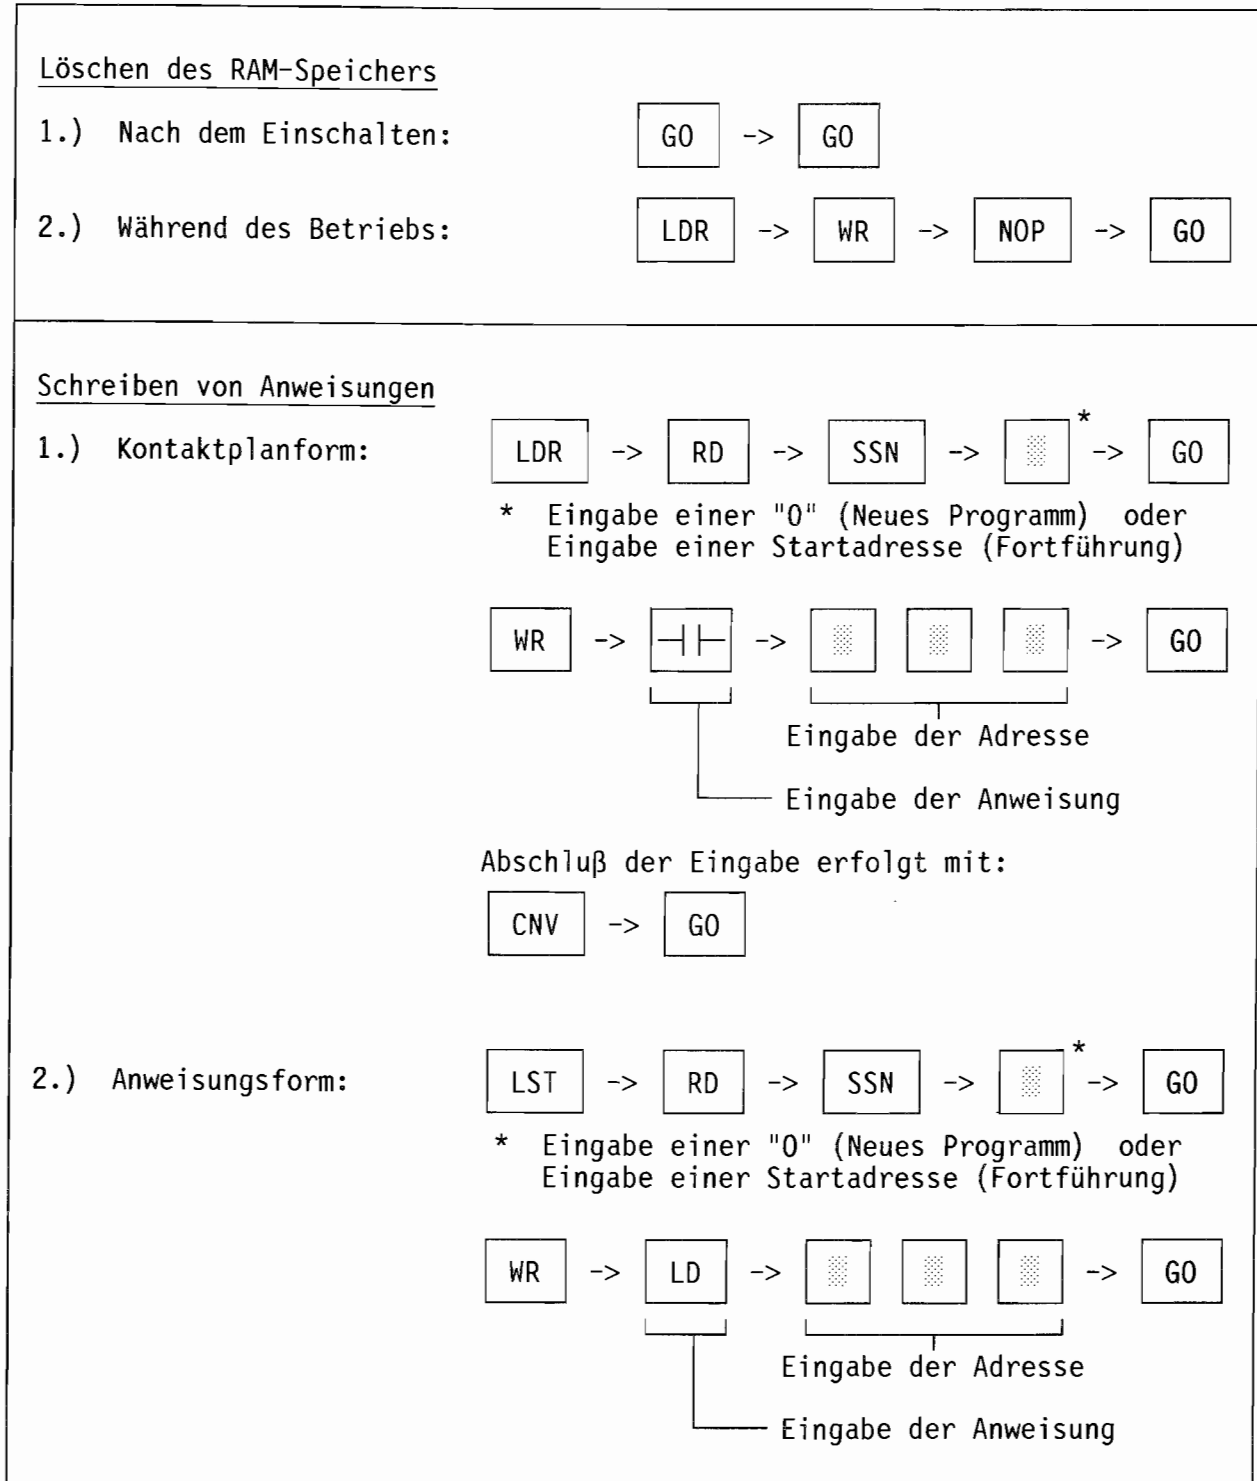 Löschen des RAM-Speichers
1.) Nach dem Einschalten: GO -> GO
2.) Während des Betriebs: LDR -> WR -> NOP -> GO
Schreiben von Anweisungen
1.) Kontaktplanform: LDR -> RD -> SSN -> * -> GO
* Eingabe einer "0" (Neues Programm) oder
Eingabe einer Startadresse (Fortführung)
WR -> -> -> GO
Eingabe der Adresse
Eingabe der Anweisung
Abschluß der Eingabe erfolgt mit:
CNV -> GO
2.) Anweisungsform: LST -> RD -> SSN -> * -> GO
* Eingabe einer "0" (Neues Programm) oder
Eingabe einer Startadresse (Fortführung)
WR -> LD -> -> GO
Eingabe der Adresse
Eingabe der Anweisung